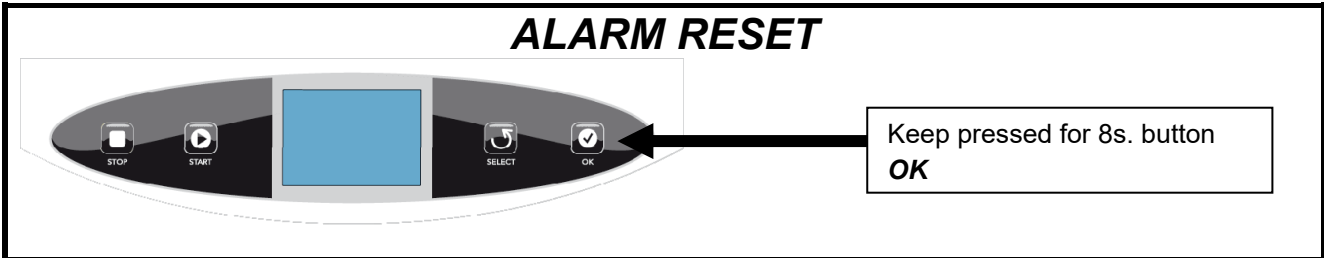 ALARM RESET
Keep pressed for 8s. button
OK
STOP
START
SELECT
OK